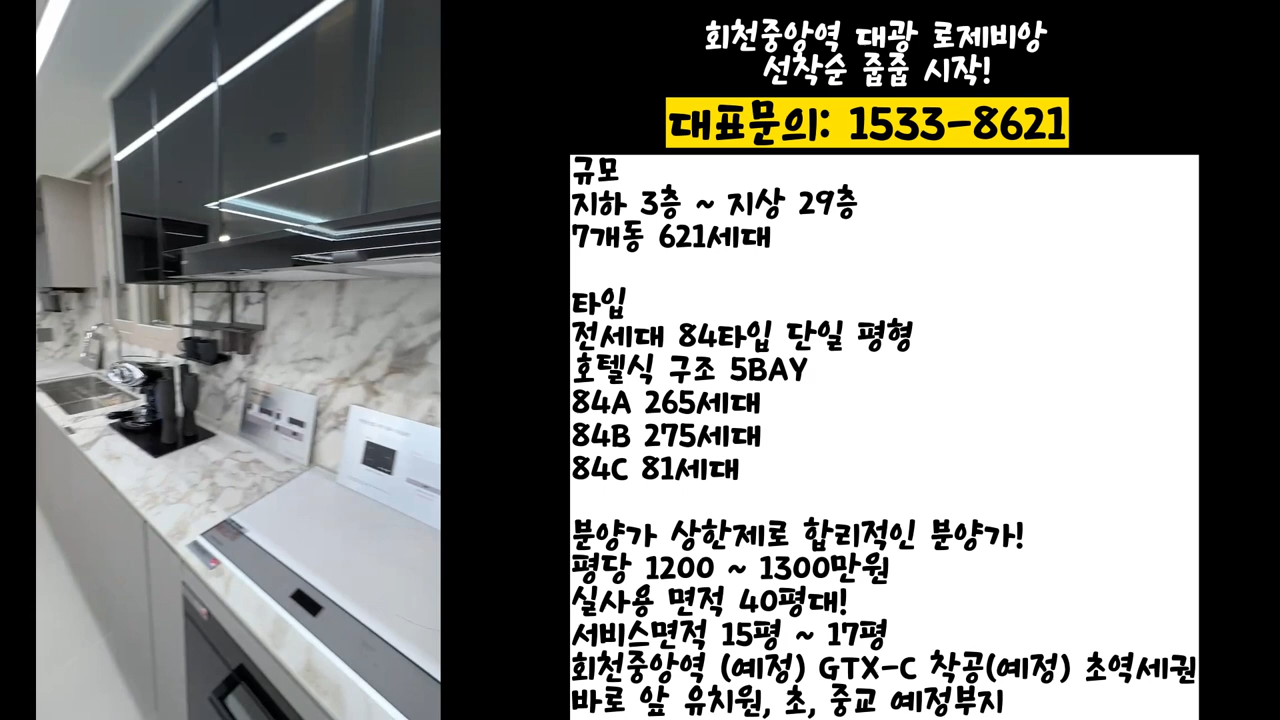 회천중앙역 대광 로제비앙
선착순 줍줍 시작!
대표문의: 1533-8621
규모
지하 3층 ~ 지상 29층
7개동 621세대
타입
전세대 84타입 단일 평형
호텔식 구조 5BAY
84A 265세대
84B 275세대
84C 81세대
분양가 상한제로 합리적인 분양가!
평당 1200 ~ 1300만원
실사용 면적 40평대!
서비스면적 15평 ~ 17평
회천중앙역 (예정) GTX-C 착공(예정) 초역세권
바로 앞 유치원, 초, 중교 예정부지